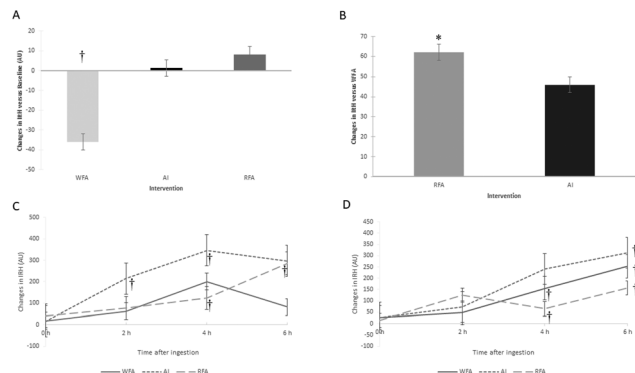 A
Changes in IRH versus Baseline (AU)
20
10
0
-10
-20
-30
-40
-50
†
WFA
AI
RFA
Intervention
B
Changes in IRH versus WFA
70
60
50
40
30
20
10
0
*
RFA
AI
Intervention
C
Changes in IRH (AU)
500
400
300
200
100
0
-100
†
†
†
†
0 h
2 h
4 h
6 h
Time after ingestion
WFA
AI
RFA
D
Changes in IRH (AU)
450
400
350
300
250
200
150
100
50
0
-50
-100
†
†
†
†
†
0 h
2 h
4 h
6 h
Time after ingestion
WFA
AI
RFA